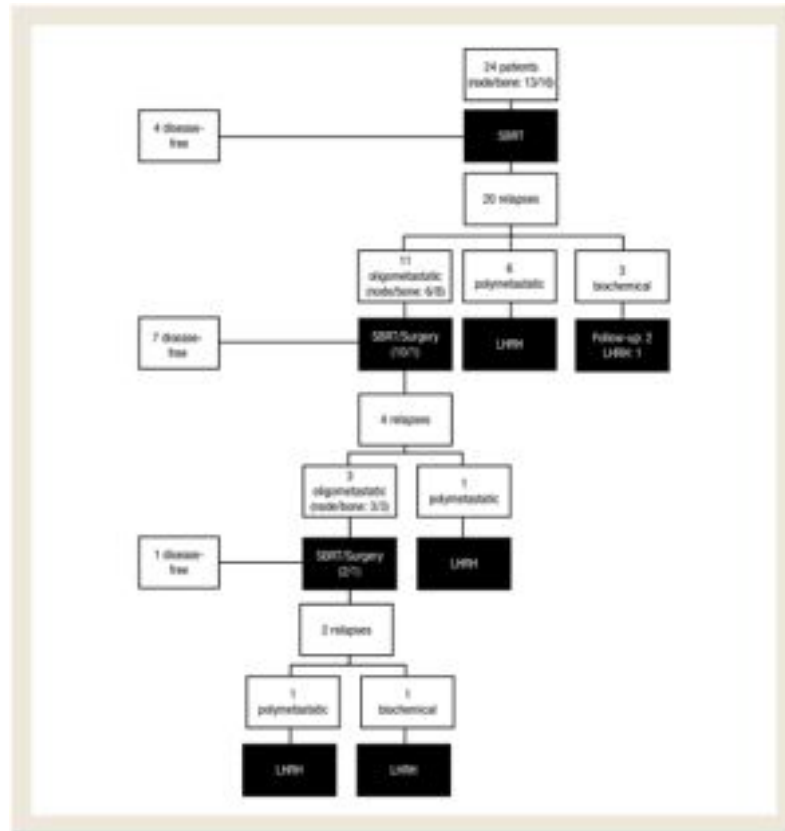 24 patients
(node/bone: 13/16)
4 disease-
free
SBRT
20 relapses
11
oligometastatic
(node/bone: 6/8)
6
polymetastatic
3
biochemical
7 disease-
free
SBRT/Surgery
(10/1)
LHRH
Follow-up: 2
LHRH: 1
4 relapses
3
oligometastatic
(node/bone: 3/3)
1
polymetastatic
1 disease-
free
SBRT/Surgery
(2/1)
LHRH
2 relapses
1
polymetastatic
1
biochemical
LHRH
LHRH